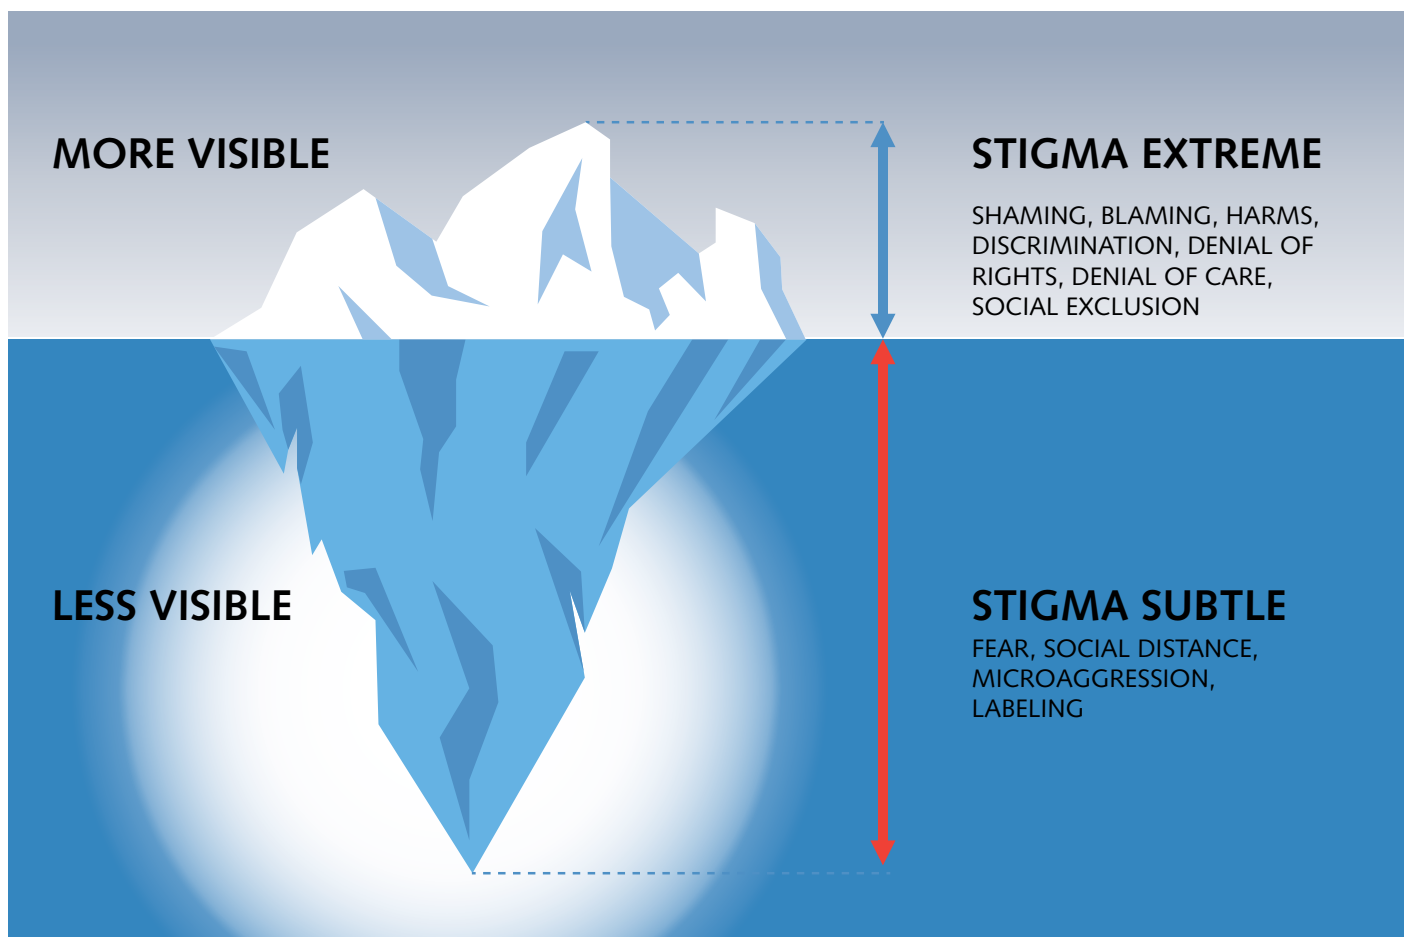 MORE VISIBLE
STIGMA EXTREME
SHAMING, BLAMING, HARMS,
DISCRIMINATION, DENIAL OF
RIGHTS, DENIAL OF CARE,
SOCIAL EXCLUSION
LESS VISIBLE
STIGMA SUBTLE
FEAR, SOCIAL DISTANCE,
MICROAGGRESSION,
LABELING